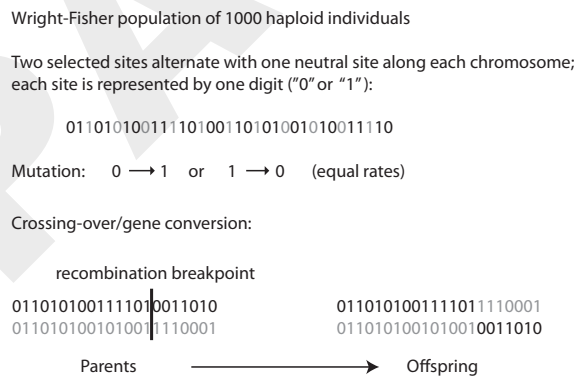 Wright-Fisher population of 1000 haploid individuals
Two selected sites alternate with one neutral site along each chromosome;
each site is represented by one digit ("0" or "1"):
01101010011110100110101001010011110
Mutation: 0 → 1 or 1 → 0 (equal rates)
Crossing-over/gene conversion:
recombination breakpoint
0110101001111010011010 0110101001111011110001
0110101001010011110001 0110101001010010011010
Parents → Offspring